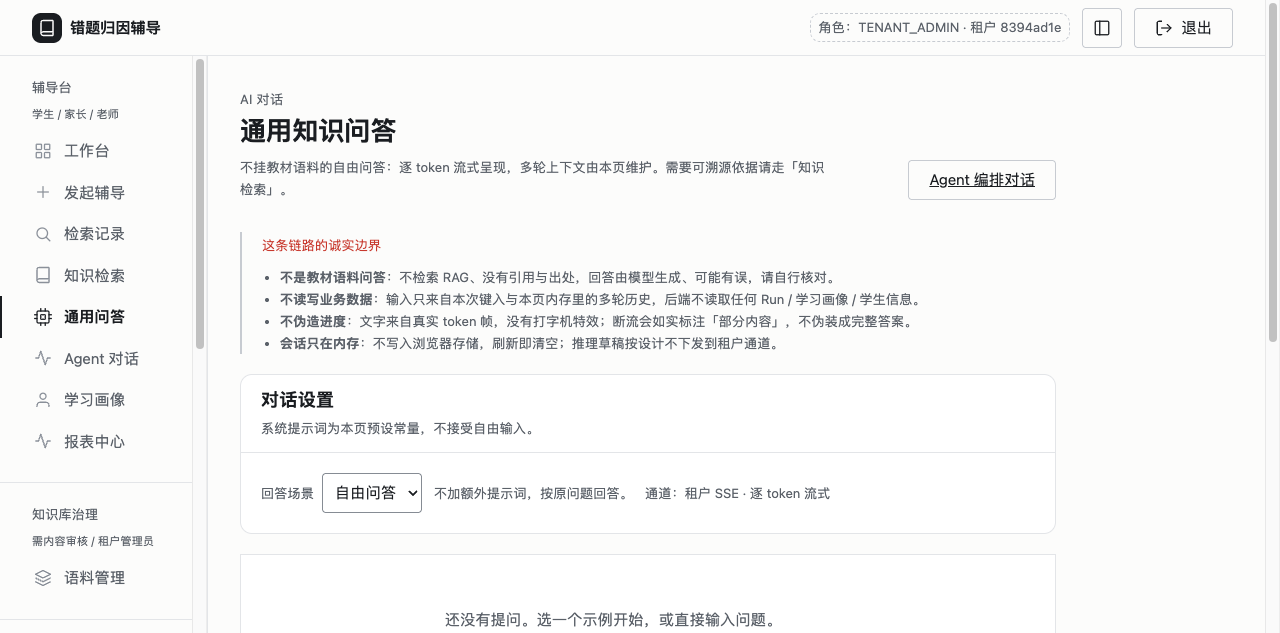 错题归因辅导
角色：TENANT_ADMIN · 租户 8394ad1e
退出
辅导台
学生 / 家长 / 老师
工作台
发起辅导
检索记录
知识检索
通用问答
Agent 对话
学习画像
报表中心
知识库治理
需内容审核 / 租户管理员
语料管理
AI 对话
通用知识问答
不挂教材语料的自由问答：逐 token 流式呈现，多轮上下文由本页维护。需要可溯源依据请走「知识
检索」。
Agent 编排对话
这条链路的诚实边界
不是教材语料问答：不检索 RAG、没有引用与出处，回答由模型生成、可能有误，请自行核对。
不读写业务数据：输入只来自本次键入与本页内存里的多轮历史，后端不读取任何 Run / 学习画像 / 学生信息。
不伪造进度：文字来自真实 token 帧，没有打字机特效；断流会如实标注「部分内容」，不伪装成完整答案。
会话只在内存：不写入浏览器存储，刷新即清空；推理草稿按设计不下发到租户通道。
对话设置
系统提示词为本页预设常量，不接受自由输入。
回答场景 自由问答 不加额外提示词，按原问题回答。 通道：租户 SSE · 逐 token 流式
还没有提问。选一个示例开始，或直接输入问题。